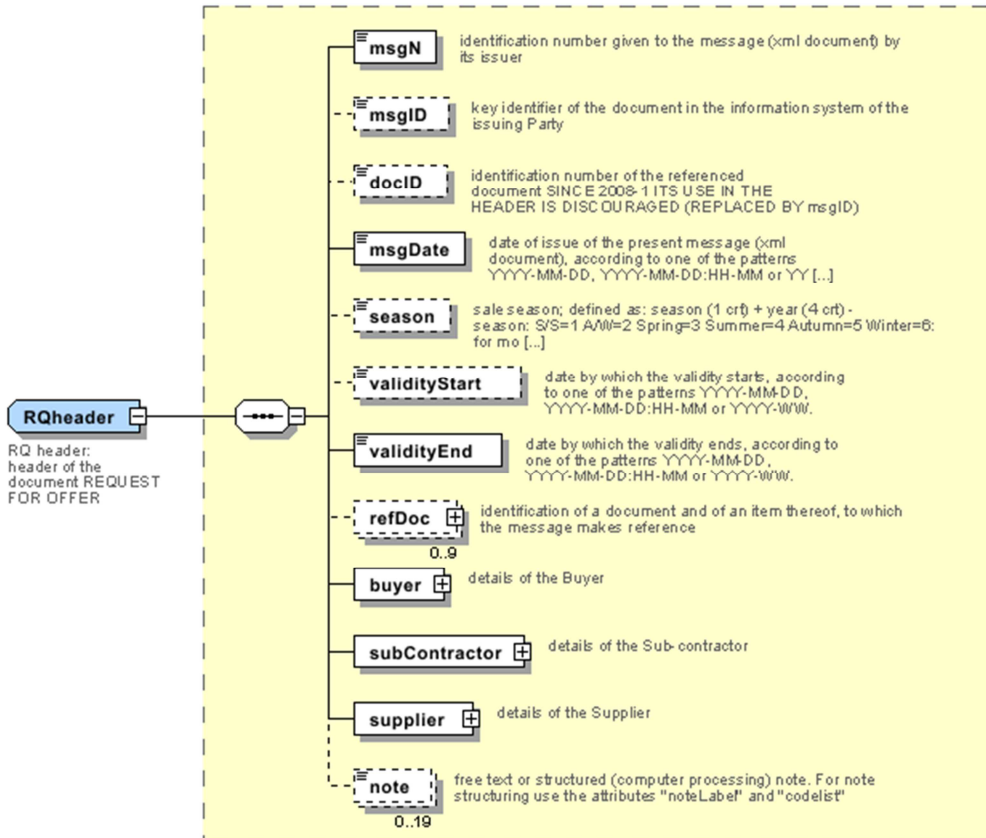 msgN
identification number given to the message (xml document) by
its issuer
msgID
key identifier of the document in the information system of the
issuing Party
docID
identification number of the referenced
document SINCE 2008-1 ITS USE IN THE
HEADER IS DISCOURAGED (REPLACED BY msgID)
msgDate
date of issue of the present message (xml
document), according to one of the patterns
YYYY-MM-DD, YYYY-MM-DD:HH-MM or YY [...]
season
sale season; defined as: season (1 crt) + year (4 crt) -
season: S/S=1 A/W=2 Spring=3 Summer=4 Autumn=5 Winter=6:
for mo [...]
validityStart
date by which the validity starts, according
to one of the patterns YYYY-MM-DD,
YYYY-MM-DD:HH-MM or YYYY-WW.
RQheader
RQ header:
header of the
document REQUEST
FOR OFFER
validityEnd
date by which the validity ends, according to
one of the patterns YYYY-MM-DD,
YYYY-MM-DD:HH-MM or YYYY-WW.
refDoc
identification of a document and of an item thereof, to which
the message makes reference
0..9
buyer
details of the Buyer
subContractor
details of the Sub-contractor
supplier
details of the Supplier
note
free text or structured (computer processing) note. For note
structuring use the attributes "noteLabel" and "codelist"
0..19